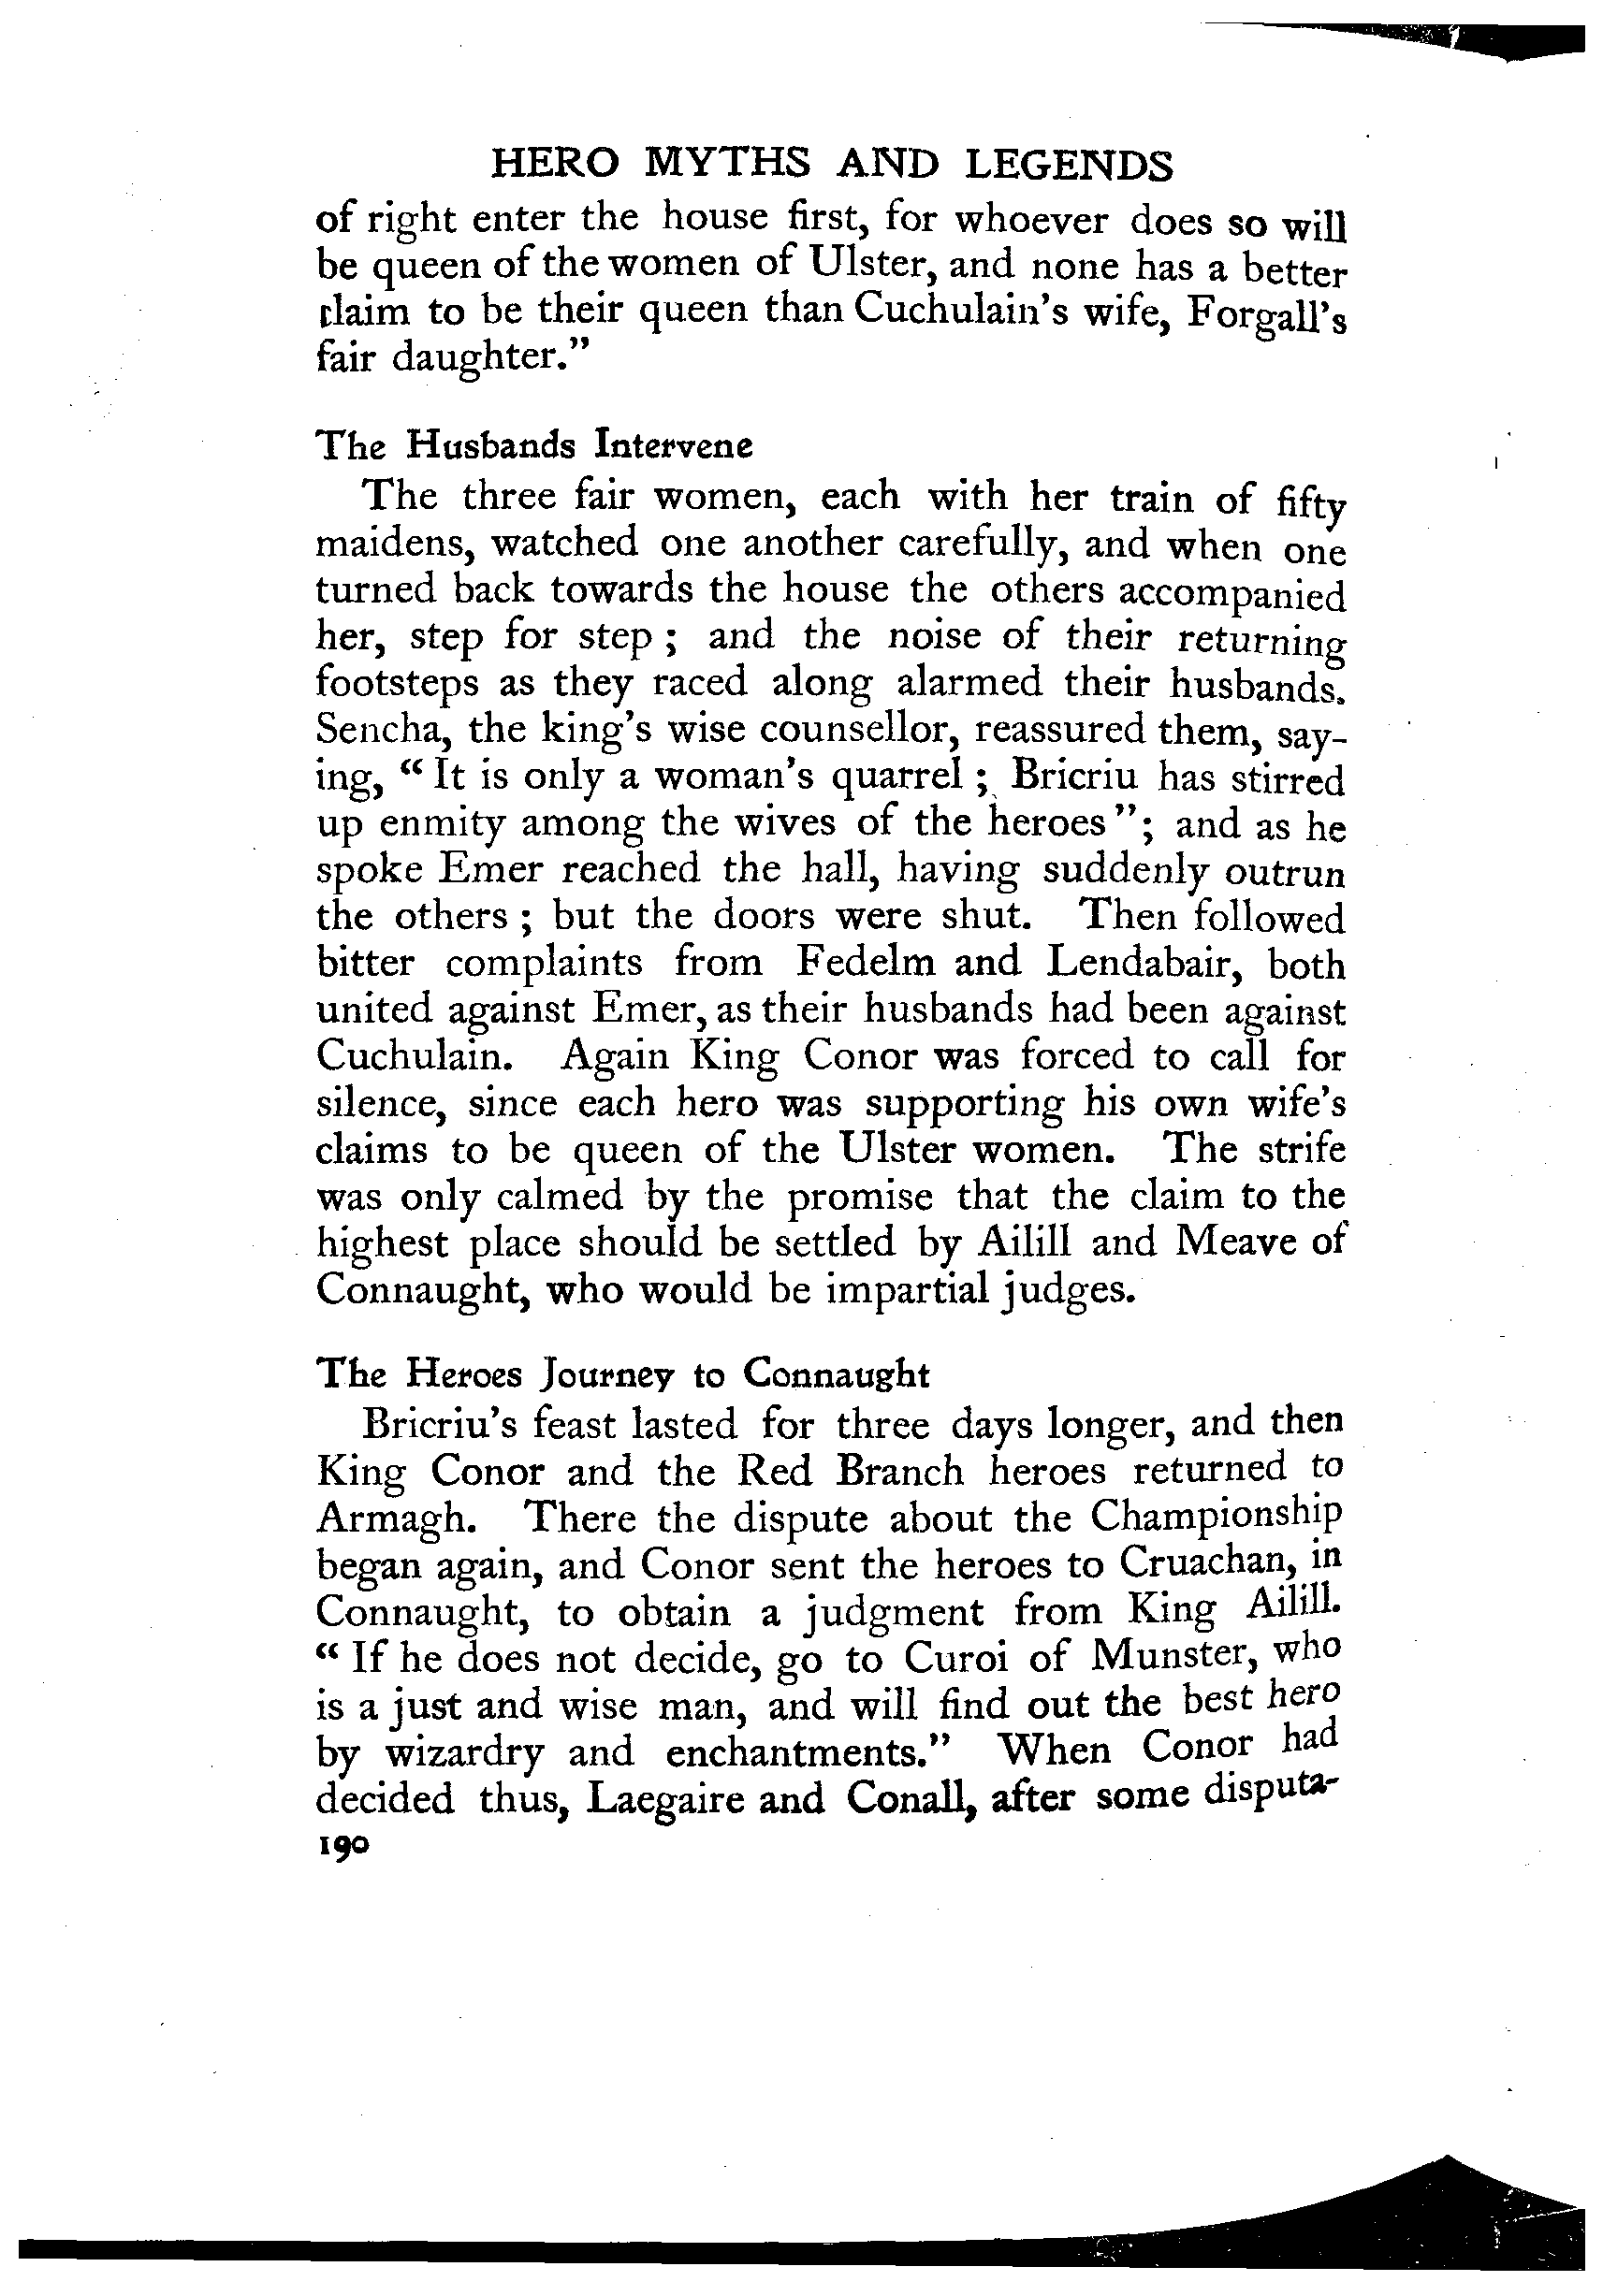 HERO MYTHS AND LEGENDS
of right enter the house first, for whoever does so will
be queen of the women of Ulster, and none has a better
claim to be their queen than Cuchulain's wife, Forgall's
fair daughter."
The Husbands Intervene
The three fair women, each with her train of fifty
maidens, watched one another carefully, and when one
turned back towards the house the others accompanied
her, step for step ; and the noise of their returning
footsteps as they raced along alarmed their husbands.
Sencha, the king's wise counsellor, reassured them, say-
ing, " It is only a woman's quarrel ; Bricriu has stirred
up enmity among the wives of the heroes "; and as he
spoke Emer reached the hall, having suddenly outrun
the others ; but the doors were shut. Then followed
bitter complaints from Fedelm and Lendabair, both
united against Emer, as their husbands had been against
Cuchulain. Again King Conor was forced to call for
silence, since each hero was supporting his own wife's
claims to be queen of the Ulster women. The strife
was only calmed by the promise that the claim to the
highest place should be settled by Ailill and Meave of
Connaught, who would be impartial judges.
The Heroes Journey to Connaught
Bricriu's feast lasted for three days longer, and then
King Conor and the Red Branch heroes returned to
Armagh. There the dispute about the Championship
began again, and Conor sent the heroes to Cruachan, in
Connaught, to obtain a judgment from King Ailill.
" If he does not decide, go to Curoi of Munster, who
is a just and wise man, and will find out the best hero
by wizardry and enchantments." When Conor had
decided thus, Laegaire and Conall, after some disputa-
190